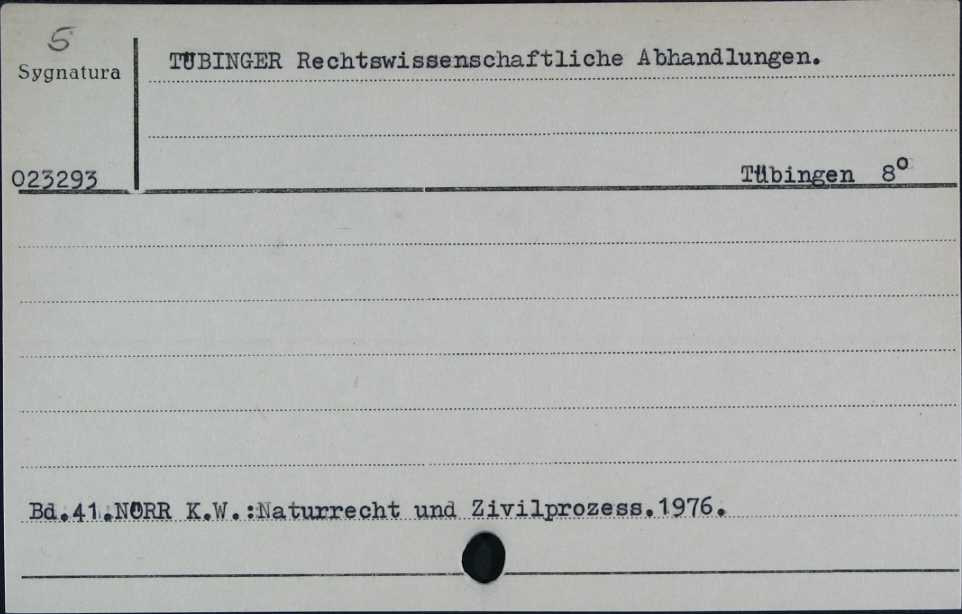 5
Sygnatura
TÜBINGER Rechtswissenschaftliche Abhandlungen.
023293
Tübingen 8°
Bd.41.NÖRR K.W.:Naturrecht und Zivilprozess.1976.